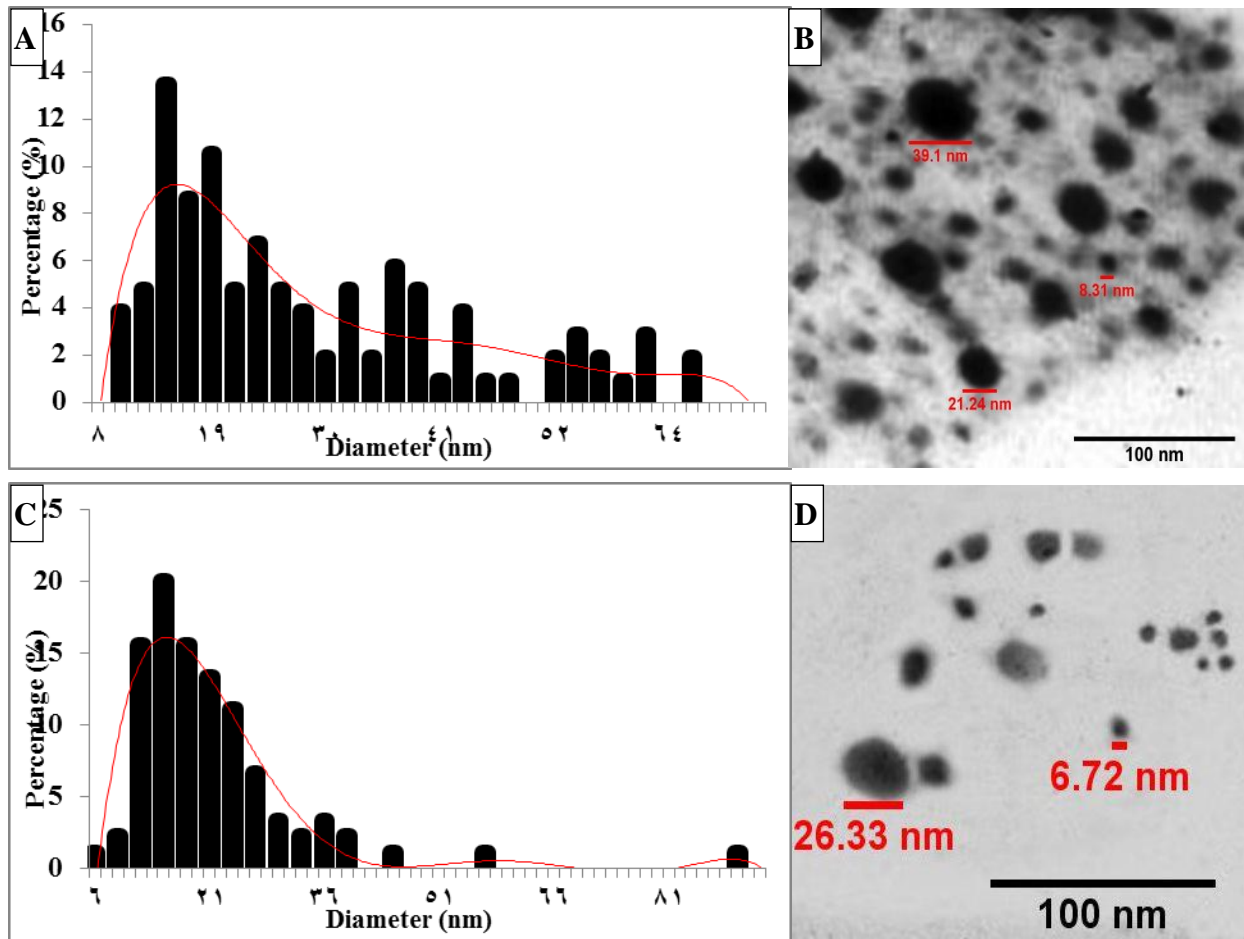 A
16
14
12
10
8
6
4
2
0
Percentage (%)
٨ ١٩ ٣٠ ٤١ ٥٢ ٦٤
Diameter (nm)
B
39.1 nm
8.31 nm
21.24 nm
100 nm
C
25
20
15
10
5
0
Percentage (%)
٦ ٢١ ٣٦ ٥١ ٦٦ ٨١
Diameter (nm)
D
6.72 nm
26.33 nm
100 nm